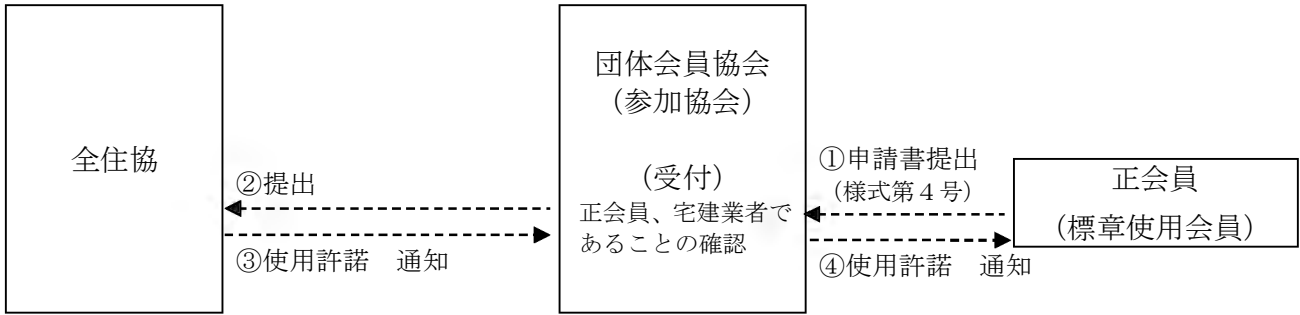 全住協
②提出
③使用許諾　通知
団体会員協会
（参加協会）
（受付）
正会員、宅建業者で
あることの確認
①申請書提出
（様式第４号）
④使用許諾　通知
正会員
（標章使用会員）